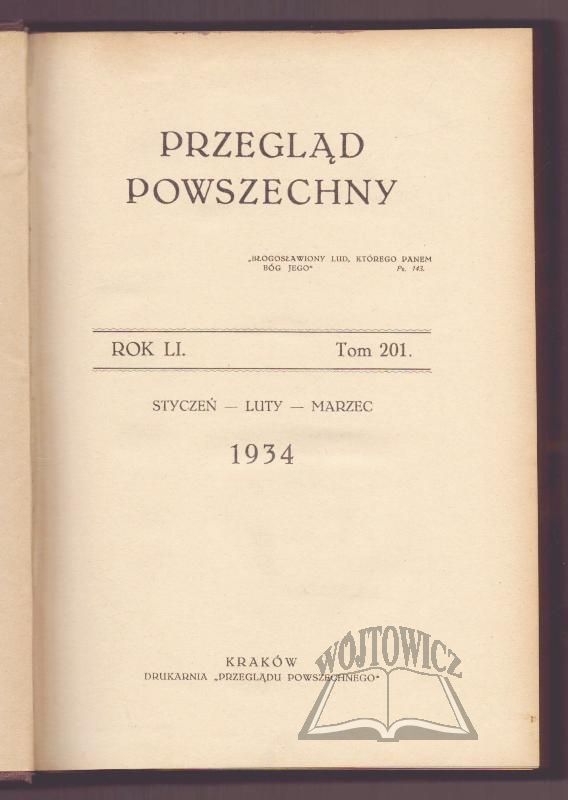 PRZEGLĄD
POWSZECHNY
„BŁOGOSŁAWIONY LUD, KTÓREGO PANEM
BÓG JEGO“ Ps. 143.
ROK LI. Tom 201.
STYCZEŃ — LUTY — MARZEC
1934
KRAKÓW
DRUKARNIA „PRZEGLĄDU POWSZECHNEGO“
WÓJTOWICZ